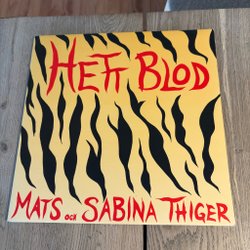 HETT BLOD
MATS OCH SABINA THIGER